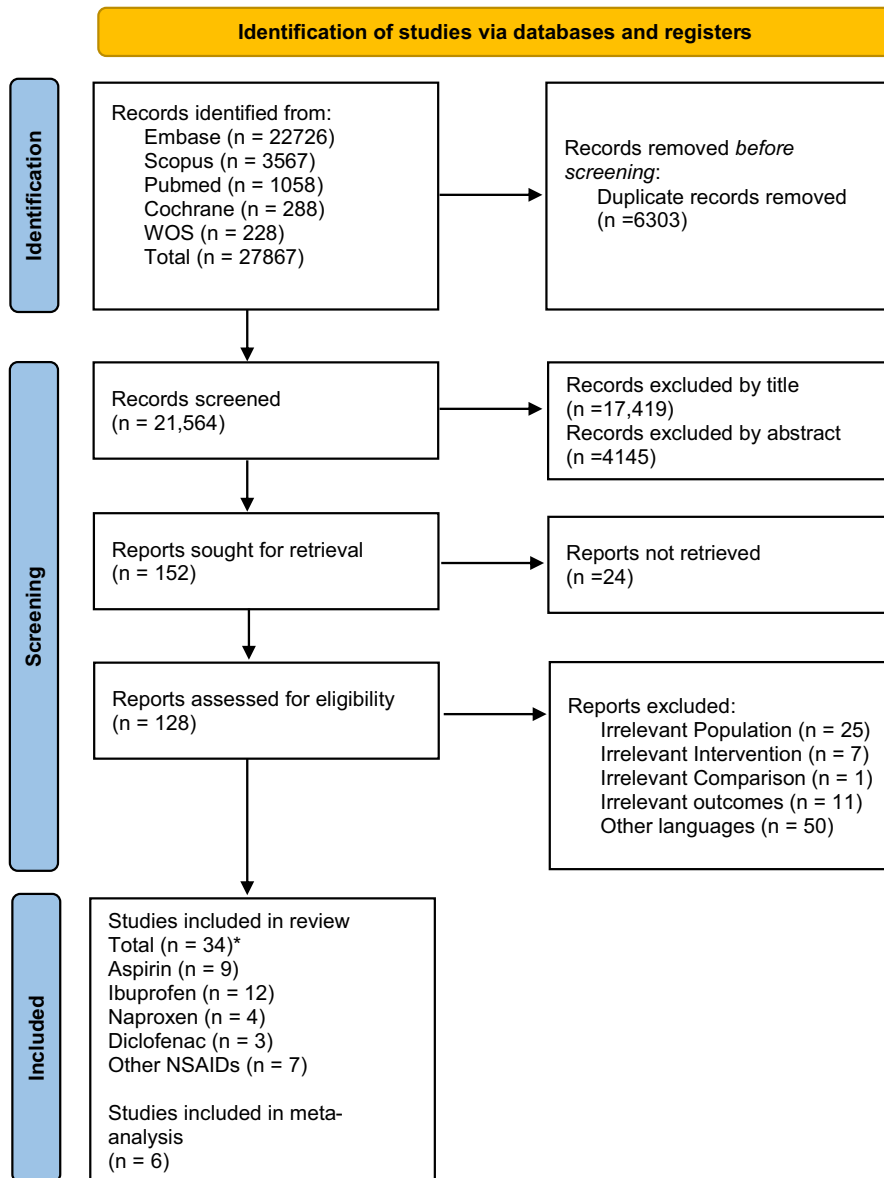 Identification of studies via databases and registers
Identification
Records identified from:
Embase (n = 22726)
Scopus (n = 3567)
Pubmed (n = 1058)
Cochrane (n = 288)
WOS (n = 228)
Total (n = 27867)
Records removed before
screening:
Duplicate records removed
(n =6303)
Screening
Records screened
(n = 21,564)
Records excluded by title
(n =17,419)
Records excluded by abstract
(n =4145)
Reports sought for retrieval
(n = 152)
Reports not retrieved
(n =24)
Reports assessed for eligibility
(n = 128)
Reports excluded:
Irrelevant Population (n = 25)
Irrelevant Intervention (n = 7)
Irrelevant Comparison (n = 1)
Irrelevant outcomes (n = 11)
Other languages (n = 50)
Included
Studies included in review
Total (n = 34)*
Aspirin (n = 9)
Ibuprofen (n = 12)
Naproxen (n = 4)
Diclofenac (n = 3)
Other NSAIDs (n = 7)
Studies included in meta-
analysis
(n = 6)